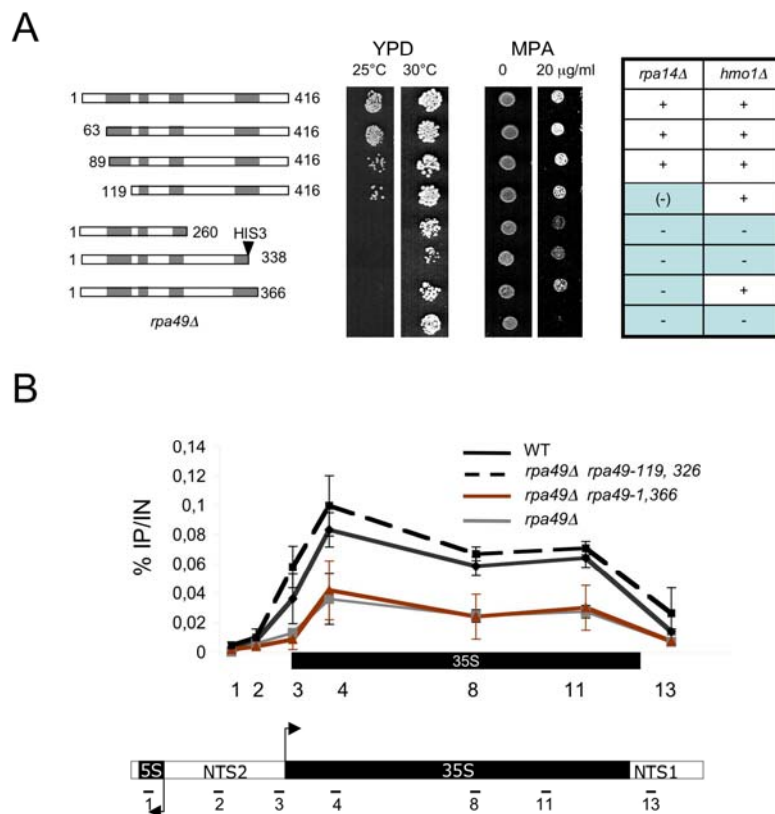 A
YPD MPA
25°C 30°C 0 20 µg/ml rpa14Δ hmo1Δ
1 416 + +
63 416 + +
89 416 + +
119 416 (-) +
1 260 - -
HIS3
1 338 - -
1 366 - +
rpa49Δ - -
B
% IP/IN
0,14
0,12
0,1
0,08
0,06
0,04
0,02
0
WT
rpa49Δ rpa49-119, 326
rpa49Δ rpa49-1,366
rpa49Δ
35S
1 2 3 4 8 11 13
5S NTS2 35S NTS1
1 2 3 4 8 11 13